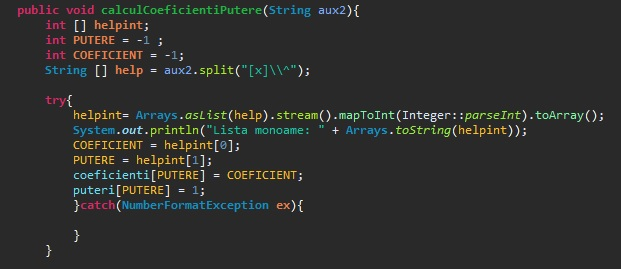 public void calculCoeficientiPutere(String aux2){
int [] helpint;
int PUTERE = -1 ;
int COEFICIENT = -1;
String [] help = aux2.split("[x]\\^");
try{
helpint= Arrays.asList(help).stream().mapToInt(Integer::parseInt).toArray();
System.out.println("Lista monoame: " + Arrays.toString(helpint));
COEFICIENT = helpint[0];
PUTERE = helpint[1];
coeficienti[PUTERE] = COEFICIENT;
puteri[PUTERE] = 1;
}catch(NumberFormatException ex){
}
}